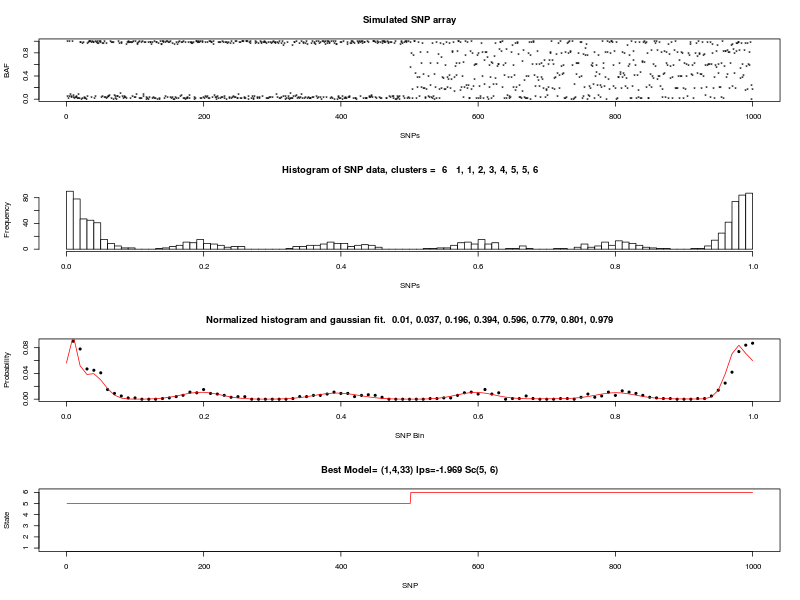 Simulated SNP array
BAF
0.0 0.4 0.8
0 200 400 600 800 1000
SNPs
Histogram of SNP data, clusters = 6 1, 1, 2, 3, 4, 5, 5, 6
Frequency
0 40 80
0.0 0.2 0.4 0.6 0.8 1.0
SNPs
Normalized histogram and gaussian fit. 0.01, 0.037, 0.196, 0.394, 0.596, 0.779, 0.801, 0.979
Probability
0.00 0.04 0.08
0.0 0.2 0.4 0.6 0.8 1.0
SNP Bin
Best Model= (1,4,33) lps=-1.969 Sc(5, 6)
State
1 2 3 4 5 6
0 200 400 600 800 1000
SNP